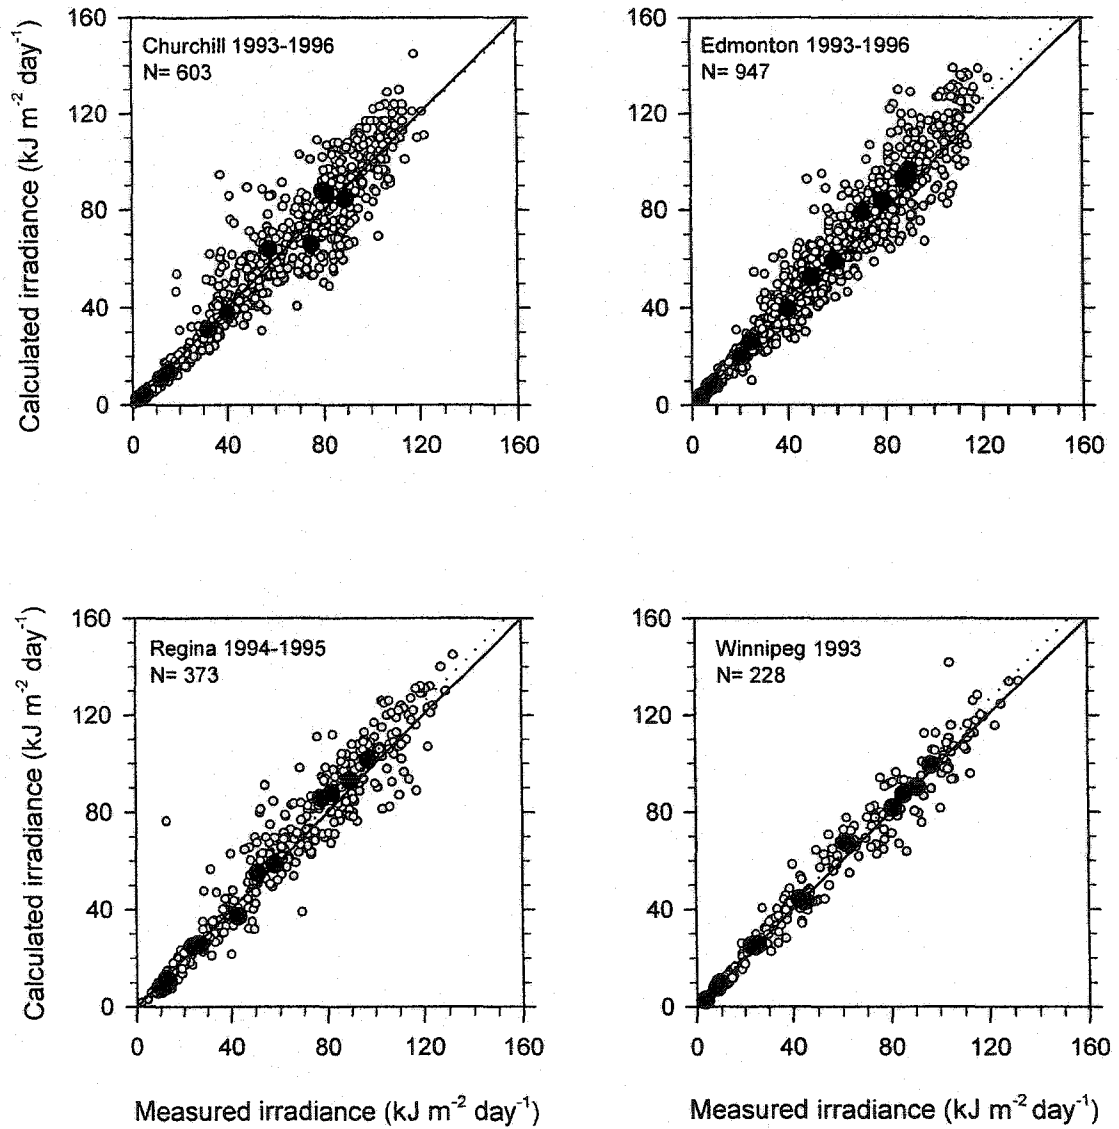 Churchill 1993-1996
N= 603
Calculated irradiance (kJ m-2 day-1)
160
120
80
40
0
0 40 80 120 160
Edmonton 1993-1996
N= 947
160
120
80
40
0
0 40 80 120 160
Regina 1994-1995
N= 373
Calculated irradiance (kJ m-2 day-1)
160
120
80
40
0
0 40 80 120 160
Measured irradiance (kJ m-2 day-1)
Winnipeg 1993
N= 228
160
120
80
40
0
0 40 80 120 160
Measured irradiance (kJ m-2 day-1)